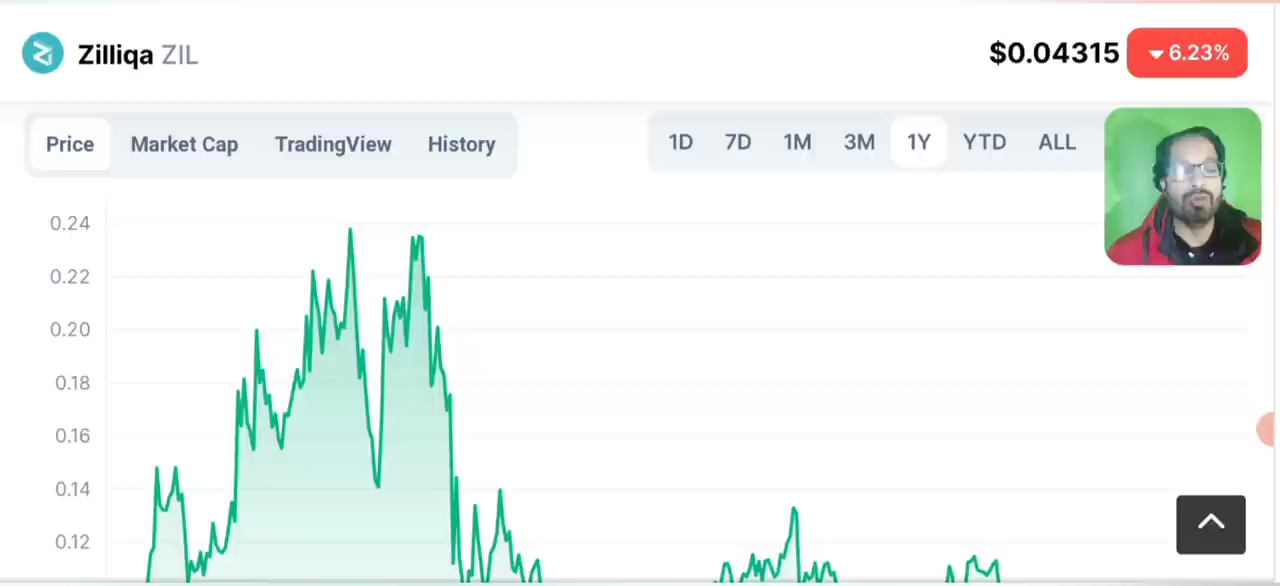 Zilliqa ZIL
$0.04315 6.23%
Price Market Cap TradingView History
1D 7D 1M 3M 1Y YTD ALL
0.24
0.22
0.20
0.18
0.16
0.14
0.12